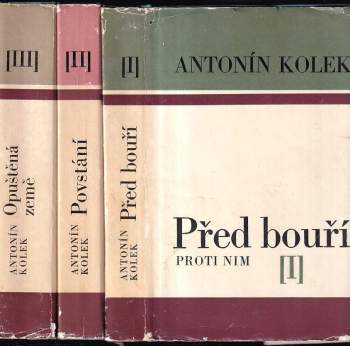 [III]
Opuštěná
země
ANTONÍN
KOLEK
[II]
Povstání
ANTONÍN
KOLEK
[I]
Před bouří
ANTONÍN
KOLEK
ANTONÍN KOLEK
Před bouří
PROTI NIM
[I]